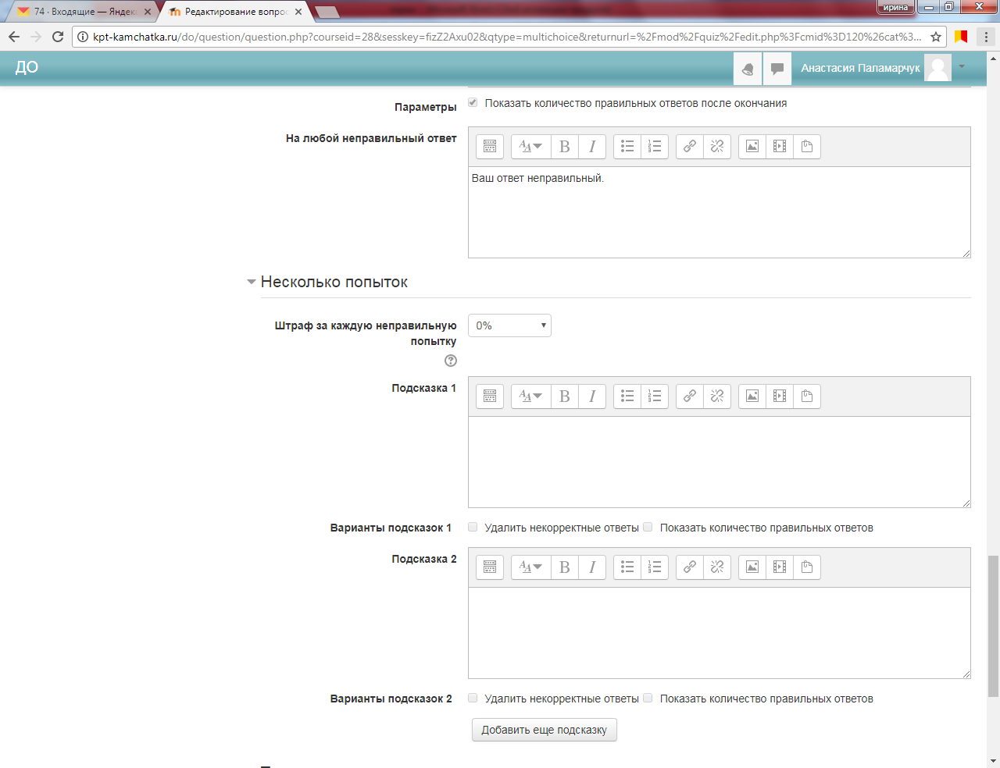 74 · Входящие — Яндекс
Редактирование вопрос
ирина
kpt-kamchatka.ru/do/question/question.php?courseid=28&sesskey=fizZ2Axu02&qtype=multichoice&returnurl=%2Fmod%2Fquiz%2Fedit.php%3Fcmid%3D120%26cat%3...
ДО
Анастасия Паламарчук
Параметры
Показать количество правильных ответов после окончания
На любой неправильный ответ
Ваш ответ неправильный.
Несколько попыток
Штраф за каждую неправильную
попытку
0%
Подсказка 1
Варианты подсказок 1
Удалить некорректные ответы
Показать количество правильных ответов
Подсказка 2
Варианты подсказок 2
Удалить некорректные ответы
Показать количество правильных ответов
Добавить еще подсказку